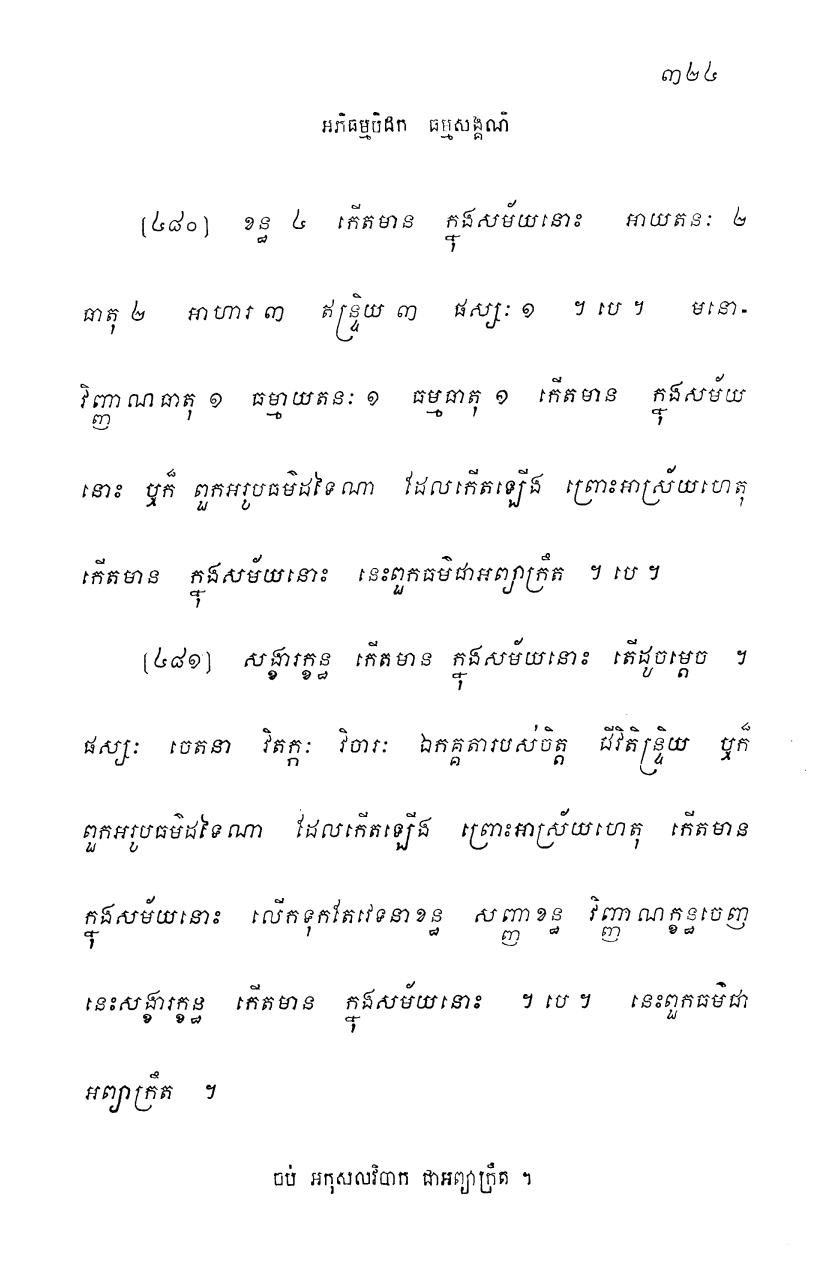 ៣២៤
អភិធម្មបិដក ធម្មសង្គណី
(៤៨០) ខន្ធ ៤ កើតមាន ក្នុងសម័យនោះ អាយតនៈ ២
ធាតុ ២ អាហារ ៣ ឥន្ទ្រិយ ៣ ផស្សៈ ១ ។ បេ ។ មនោ-
វិញ្ញាណធាតុ ១ ធម្មាយតនៈ ១ ធម្មធាតុ ១ កើតមាន ក្នុងសម័យ
នោះ ឬក៏ ពួកអរូបធម៌ដទៃណា ដែលកើតឡើង ព្រោះអាស្រ័យហេតុ
កើតមាន ក្នុងសម័យនោះ នេះពួកធម៌ជាអព្យាក្រឹត ។ បេ ។
(៤៨១) សង្ខារក្ខន្ធ កើតមាន ក្នុងសម័យនោះ តើដូចម្តេច ។
ផស្សៈ ចេតនា វិតក្កៈ វិចារៈ ឯកគ្គតារបស់ចិត្ត ជីវិតិន្ទ្រិយ ឬក៏
ពួកអរូបធម៌ដទៃណា ដែលកើតឡើង ព្រោះអាស្រ័យហេតុ កើតមាន
ក្នុងសម័យនោះ លើកទុកតែវេទនាខន្ធ សញ្ញាខន្ធ វិញ្ញាណក្ខន្ធចេញ
នេះសង្ខារក្ខន្ធ កើតមាន ក្នុងសម័យនោះ ។ បេ ។ នេះពួកធម៌ជា
អព្យាក្រឹត ។
ចប់ អកុសលវិបាក ជាអព្យាក្រឹត ។